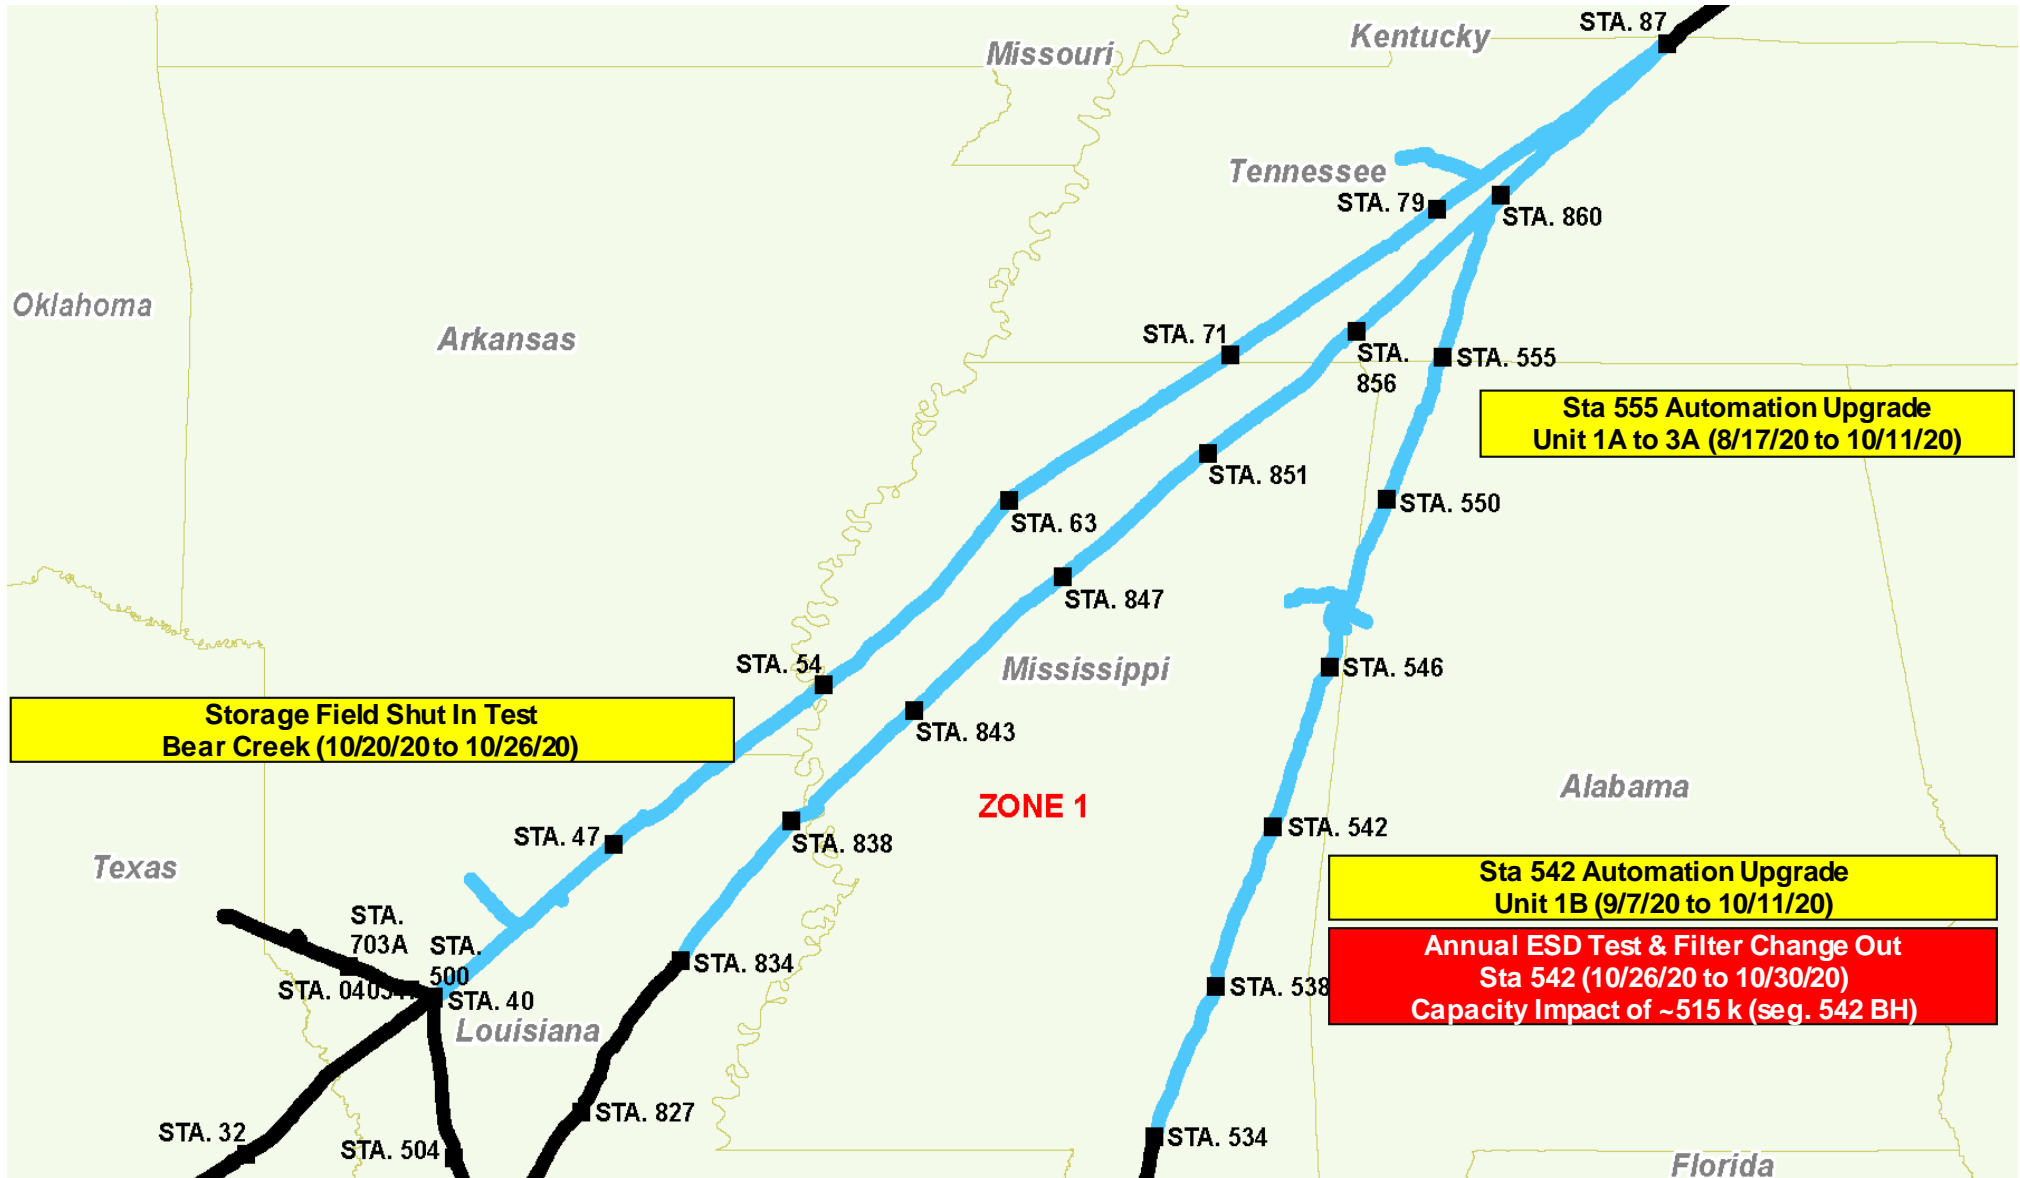 STA. 87
Kentucky
Missouri
Tennessee
STA. 79
STA. 860
Oklahoma
Arkansas
STA. 71
STA.
856
STA. 555
Sta 555 Automation Upgrade
Unit 1A to 3A (8/17/20 to 10/11/20)
STA. 851
STA. 550
STA. 63
STA. 847
STA. 54
Mississippi
STA. 546
Storage Field Shut In Test
Bear Creek (10/20/20 to 10/26/20)
STA. 843
ZONE 1
Alabama
STA. 47
STA. 838
STA. 542
Texas
Sta 542 Automation Upgrade
Unit 1B (9/7/20 to 10/11/20)
STA.
703A
STA.
500
STA. 834
Annual ESD Test & Filter Change Out
Sta 542 (10/26/20 to 10/30/20)
Capacity Impact of ~515 k (seg. 542 BH)
STA. 538
STA.
STA. 40
Louisiana
STA. 827
STA. 32
STA. 504
STA. 534
Florida